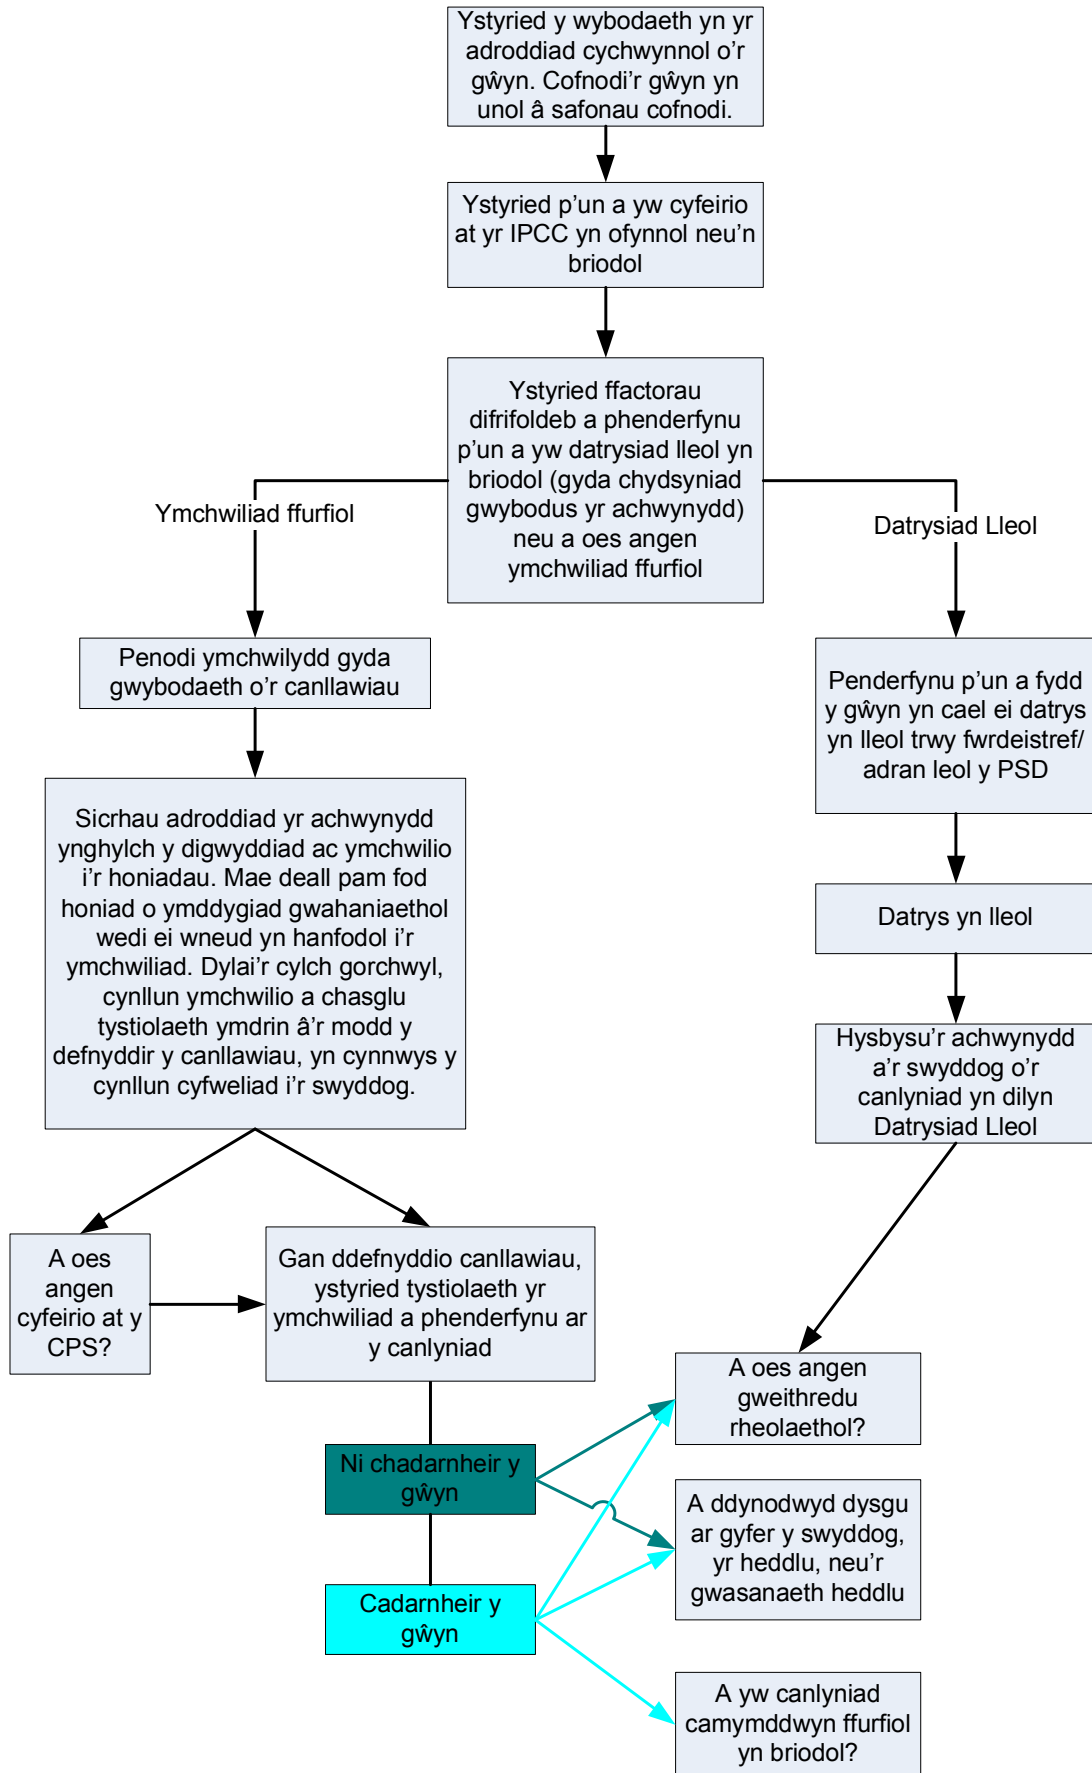 Ystyried y wybodaeth yn yr
adroddiad cychwynnol o'r
gŵyn. Cofnodi'r gŵyn yn
unol â safonau cofnodi.
Ystyried p'un a yw cyfeirio
at yr IPCC yn ofynnol neu'n
briodol
Ystyried ffactorau
difrifoldeb a phenderfynu
p'un a yw datrysiad lleol yn
briodol (gyda chydsyniad
gwybodus yr achwynydd)
neu a oes angen
ymchwiliad ffurfiol
Ymchwiliad ffurfiol
Datrysiad Lleol
Penodi ymchwilydd gyda
gwybodaeth o'r canllawiau
Penderfynu p'un a fydd
y gŵyn yn cael ei datrys
yn lleol trwy fwrdeistref/
adran leol y PSD
Sicrhau adroddiad yr achwynydd
ynghylch y digwyddiad ac ymchwilio
i'r honiadau. Mae deall pam fod
honiad o ymddygiad gwahaniaethol
wedi ei wneud yn hanfodol i'r
ymchwiliad. Dylai'r cylch gorchwyl,
cynllun ymchwilio a chasglu
tystiolaeth ymdrin â'r modd y
defnyddir y canllawiau, yn cynnwys y
cynllun cyfweliad i'r swyddog.
Datrys yn lleol
Hysbysu'r achwynydd
a'r swyddog o'r
canlyniad yn dilyn
Datrysiad Lleol
A oes
angen
cyfeirio at y
CPS?
Gan ddefnyddio canllawiau,
ystyried tystiolaeth yr
ymchwiliad a phenderfynu ar
y canlyniad
A oes angen
gweithredu
rheolaethol?
Ni chadarnheir y
gŵyn
A ddynodwyd dysgu
ar gyfer y swyddog,
yr heddlu, neu'r
gwasanaeth heddlu
Cadarnheir y
gŵyn
A yw canlyniad
camymddwyn ffurfiol
yn briodol?